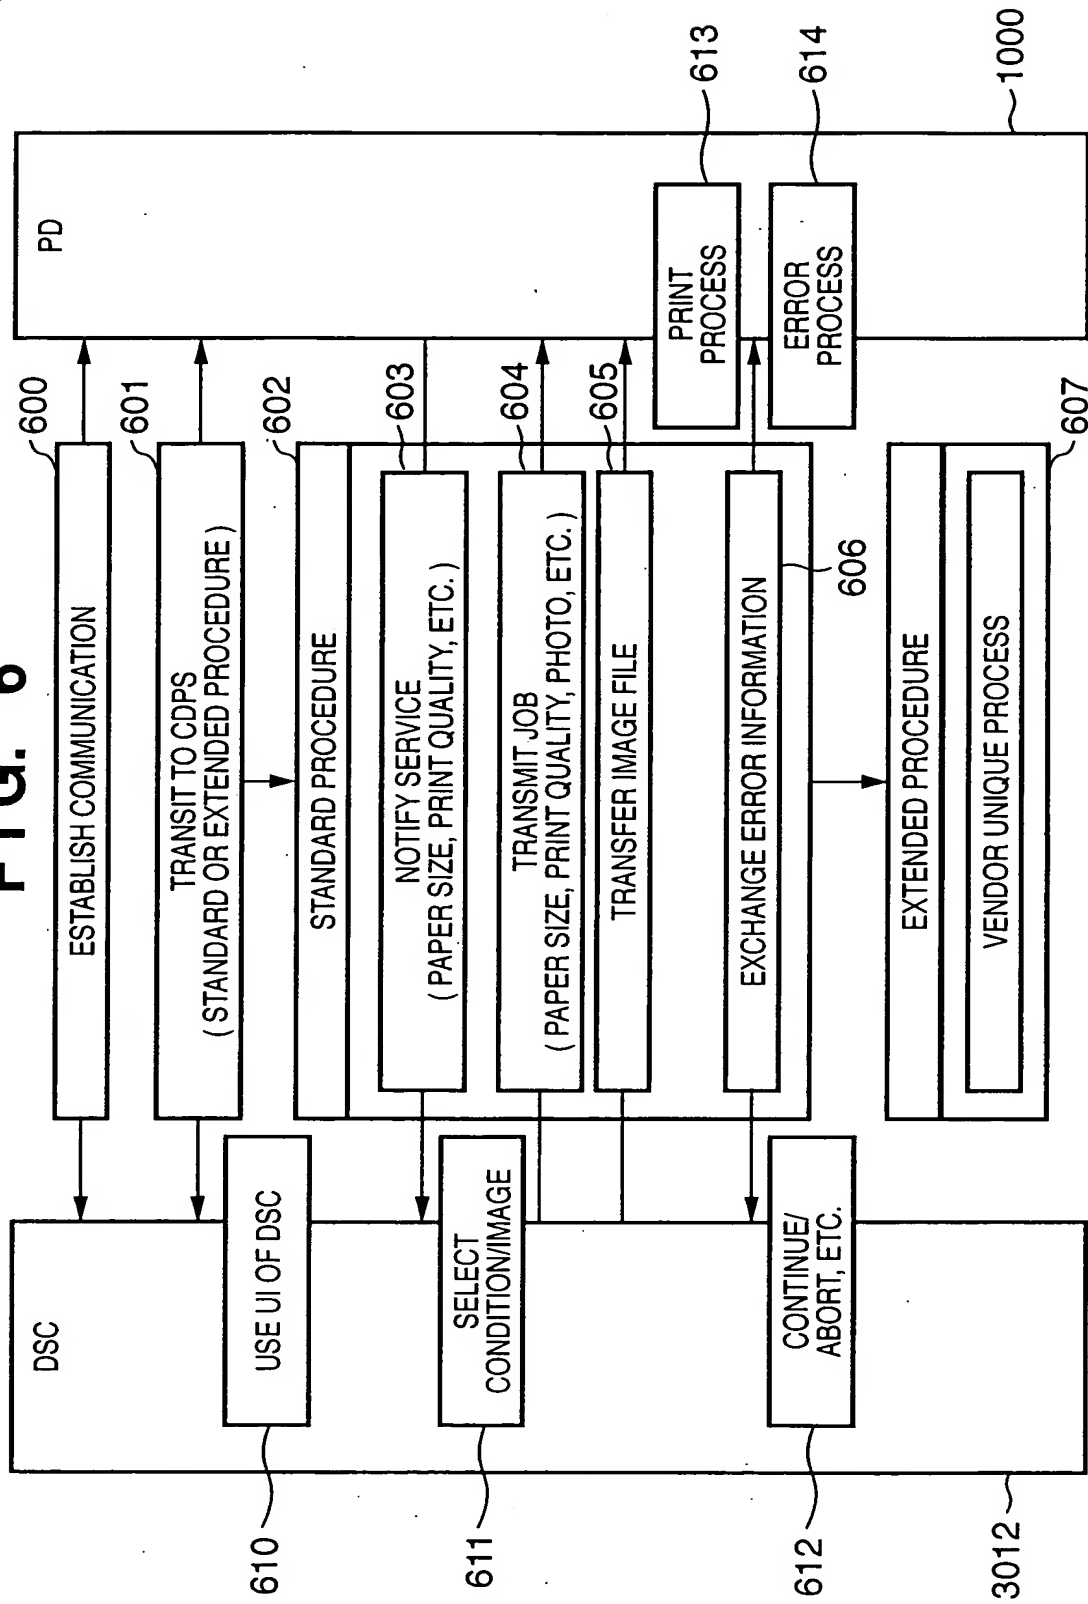 FIG. 6
DSC
PD
600
ESTABLISH COMMUNICATION
601
TRANSIT TO CDPS
( STANDARD OR EXTENDED PROCEDURE )
610
USE UI OF DSC
602
STANDARD PROCEDURE
603
NOTIFY SERVICE
( PAPER SIZE, PRINT QUALITY, ETC. )
611
SELECT
CONDITION/IMAGE
604
TRANSMIT JOB
( PAPER SIZE, PRINT QUALITY, PHOTO, ETC. )
605
TRANSFER IMAGE FILE
PRINT
PROCESS
613
EXCHANGE ERROR INFORMATION
606
612
CONTINUE/
ABORT, ETC.
ERROR
PROCESS
614
EXTENDED PROCEDURE
607
VENDOR UNIQUE PROCESS
3012
1000